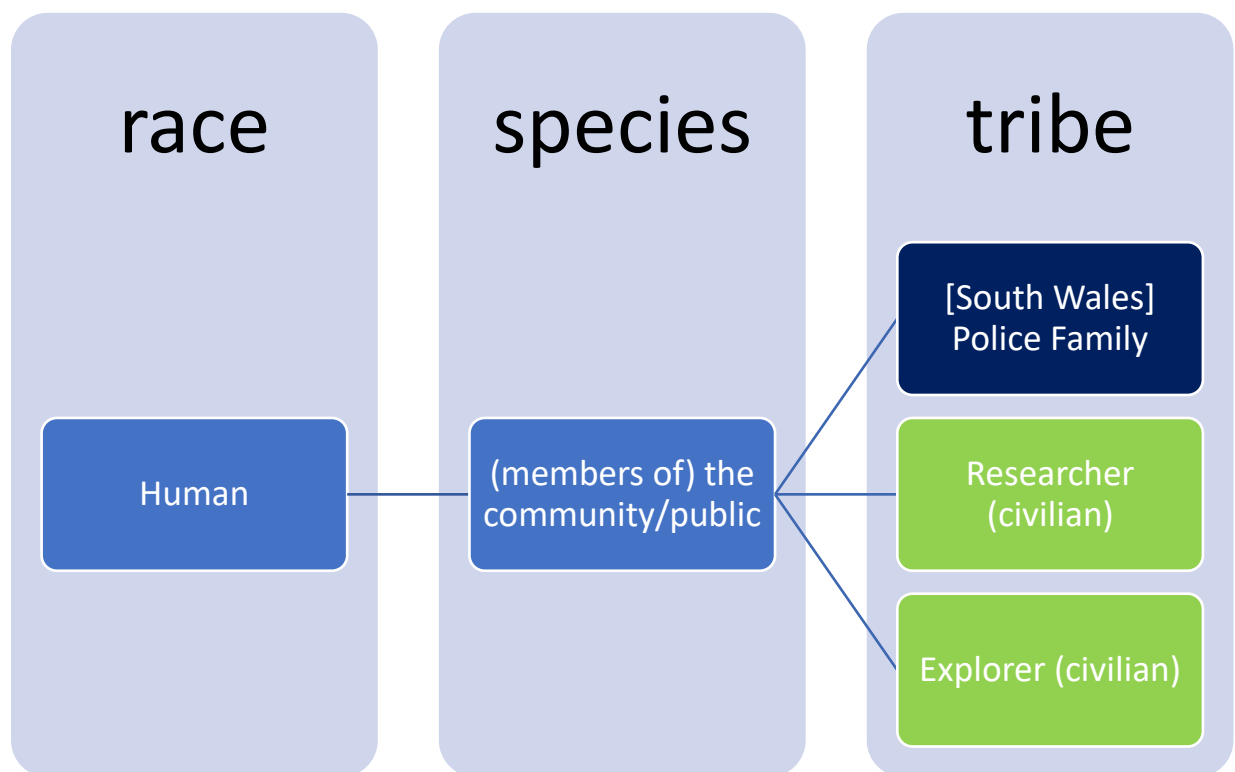 race
species
tribe
Human
(members of) the
community/public
[South Wales]
Police Family
Researcher
(civilian)
Explorer (civilian)